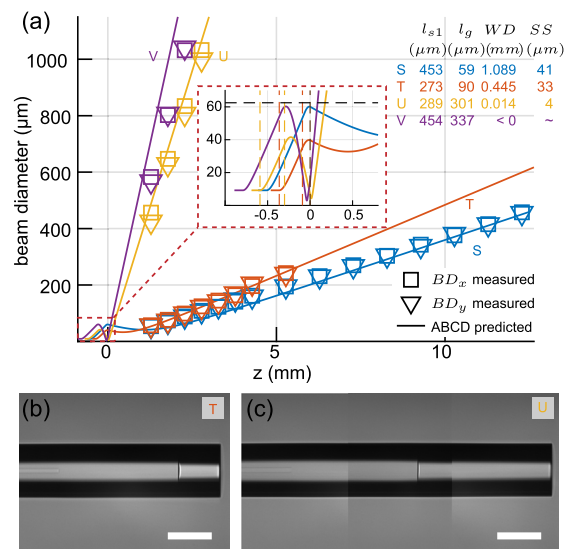 (a)
1000
800
600
400
200
beam diameter (μm)
0
5
10
z (mm)
V
U
T
S
l_{s1} l_g WD SS
(μm) (μm) (mm) (μm)
S 453 59 1.089 41
T 273 90 0.445 33
U 289 301 0.014 4
V 454 337 < 0 ~
60
40
20
-0.5
0
0.5
BD_x measured
BD_y measured
ABCD predicted
(b)
T
(c)
U